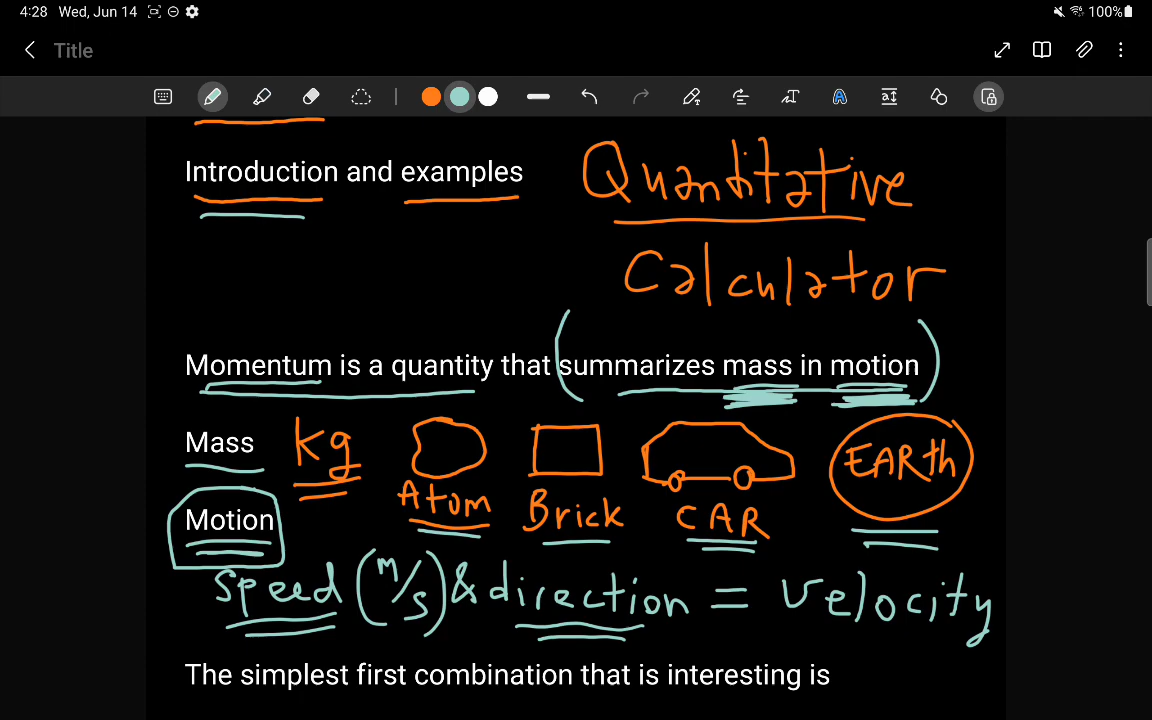 4:28 Wed, Jun 14 100%
Title
Introduction and examples
Quantitative
Calculator
Momentum is a quantity that (summarizes mass in motion)
Mass kg Atom Brick CAR EARth
Motion
Speed (m/s) & direction = velocity
The simplest first combination that is interesting is